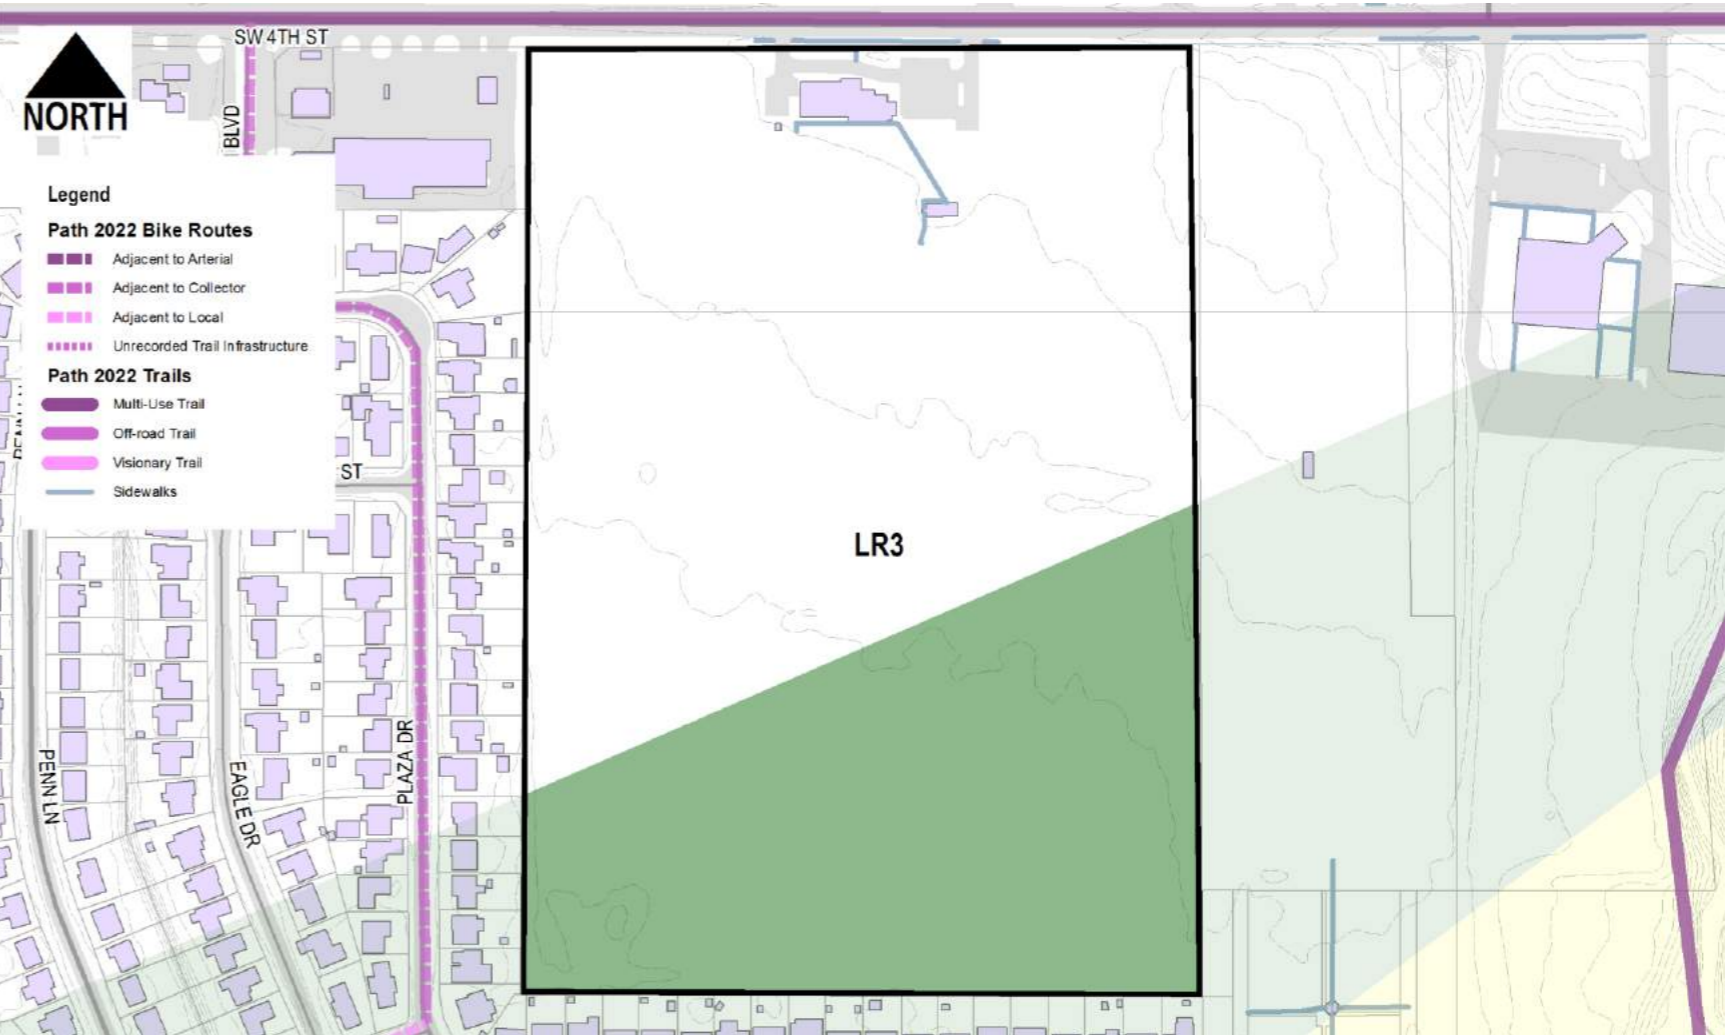 SW 4TH ST
NORTH
BLVD
Legend
Path 2022 Bike Routes
Adjacent to Arterial
Adjacent to Collector
Adjacent to Local
Unrecorded Trail Infrastructure
Path 2022 Trails
Multi-Use Trail
Off-road Trail
Visionary Trail
Sidewalks
ST
LR3
PLAZA DR
PENN LN
EAGLE DR